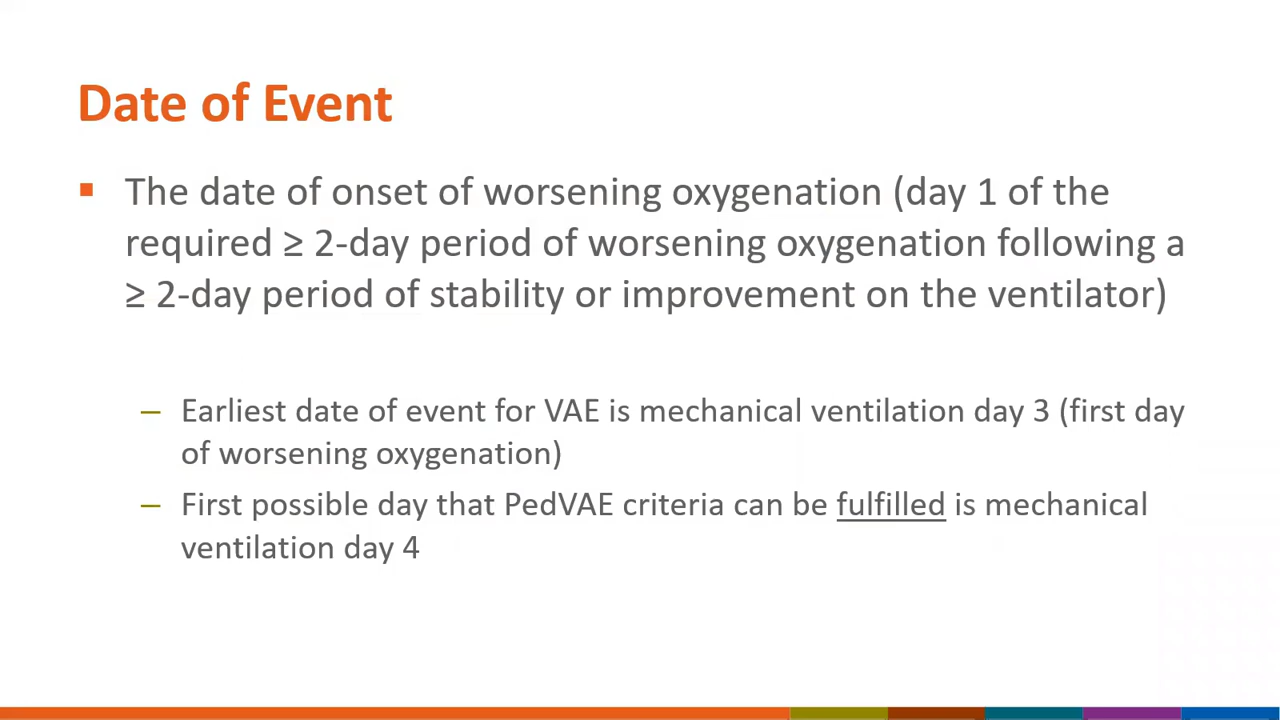 Date of Event
▪ The date of onset of worsening oxygenation (day 1 of the
required ≥ 2-day period of worsening oxygenation following a
≥ 2-day period of stability or improvement on the ventilator)
– Earliest date of event for VAE is mechanical ventilation day 3 (first day
of worsening oxygenation)
– First possible day that PedVAE criteria can be fulfilled is mechanical
ventilation day 4